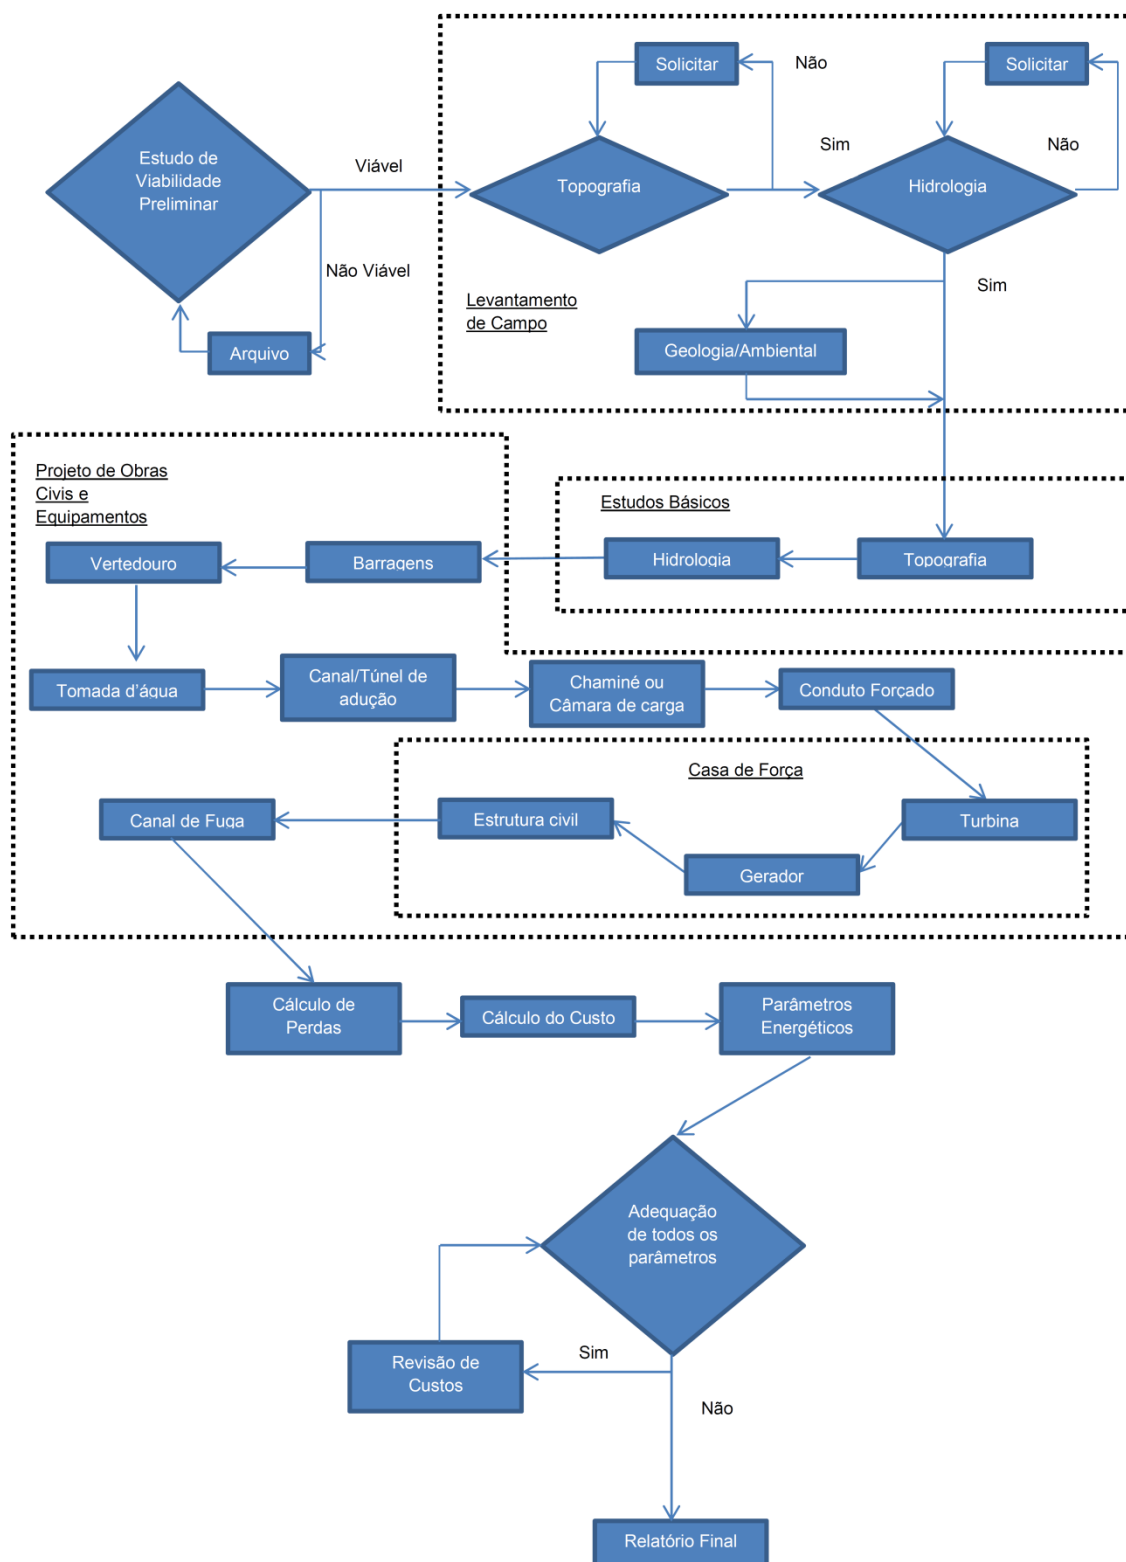 Solicitar
Não
Solicitar
Estudo de
Viabilidade
Preliminar
Viável
Topografia
Sim
Hidrologia
Não
Não Viável
Arquivo
Levantamento
de Campo
Sim
Geologia/Ambiental
Projeto de Obras
Civis e
Equipamentos
Estudos Básicos
Vertedouro
Barragens
Hidrologia
Topografia
Tomada d’água
Canal/Túnel de
adução
Chaminé ou
Câmara de carga
Conduto Forçado
Casa de Força
Canal de Fuga
Estrutura civil
Turbina
Gerador
Cálculo de
Perdas
Cálculo do Custo
Parâmetros
Energéticos
Adequação
de todos os
parâmetros
Revisão de
Custos
Sim
Não
Relatório Final